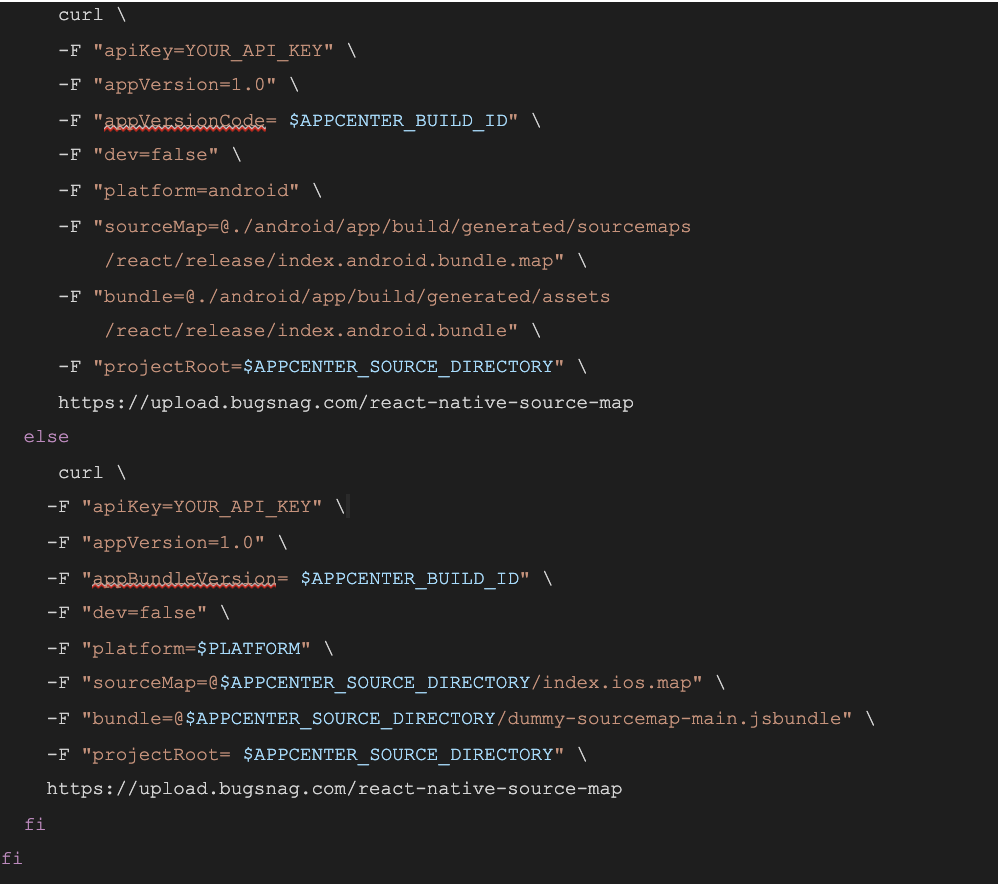 curl \
-F "apiKey=YOUR_API_KEY" \
-F "appVersion=1.0" \
-F "appVersionCode= $APPCENTER_BUILD_ID" \
-F "dev=false" \
-F "platform=android" \
-F "sourceMap=@./android/app/build/generated/sourcemaps
/react/release/index.android.bundle.map" \
-F "bundle=@./android/app/build/generated/assets
/react/release/index.android.bundle" \
-F "projectRoot=$APPCENTER_SOURCE_DIRECTORY" \
https://upload.bugsnag.com/react-native-source-map
else
curl \
-F "apiKey=YOUR_API_KEY" \
-F "appVersion=1.0" \
-F "appBundleVersion= $APPCENTER_BUILD_ID" \
-F "dev=false" \
-F "platform=$PLATFORM" \
-F "sourceMap=@$APPCENTER_SOURCE_DIRECTORY/index.ios.map" \
-F "bundle=@$APPCENTER_SOURCE_DIRECTORY/dummy-sourcemap-main.jsbundle" \
-F "projectRoot= $APPCENTER_SOURCE_DIRECTORY" \
https://upload.bugsnag.com/react-native-source-map
fi
fi